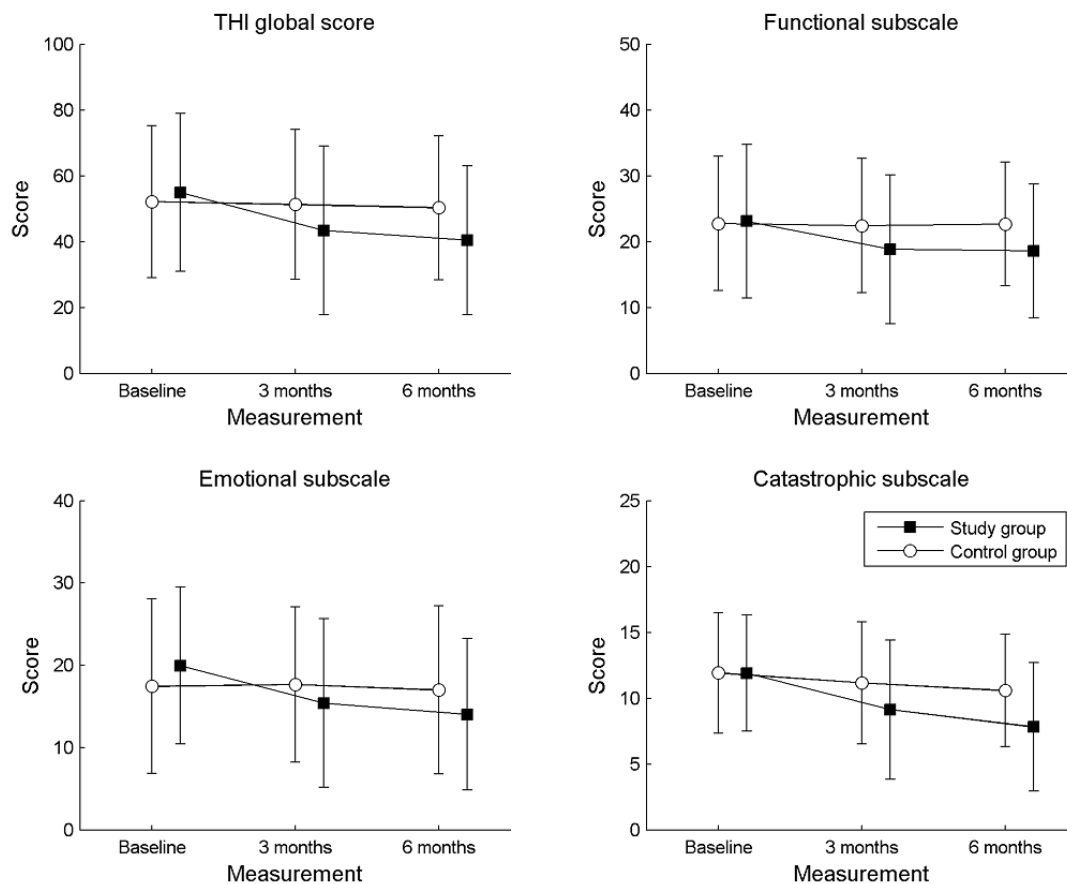 THI global score
100
80
60
40
20
0
Score
Baseline 3 months 6 months
Measurement
Functional subscale
50
40
30
20
10
0
Score
Baseline 3 months 6 months
Measurement
Emotional subscale
40
30
20
10
0
Score
Baseline 3 months 6 months
Measurement
Catastrophic subscale
25
20
15
10
5
0
Score
Study group
Control group
Baseline 3 months 6 months
Measurement